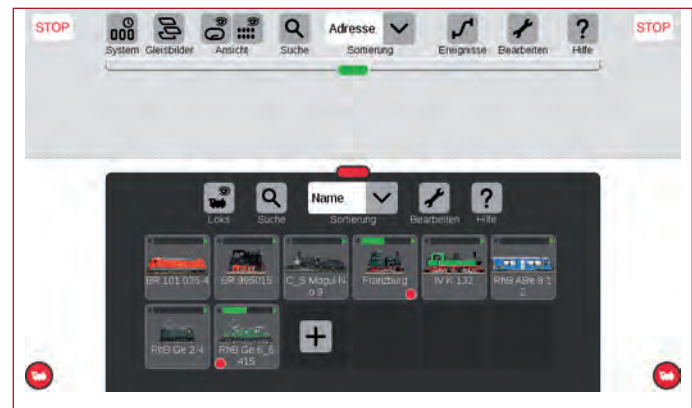 STOP
Adresse
STOP
System Gleisbilder Ansicht Suche Sortierung Ereignisse Bearbeiten Hilfe
Name
Loks Suche Sortierung Bearbeiten Hilfe
BR 101 035-4 BR 995015 C_S Mogul N Franzburg IV K 132 RhB ABe 8-1
o 9 2
RhB Ge 2-4 RhB Ge 6_6
415